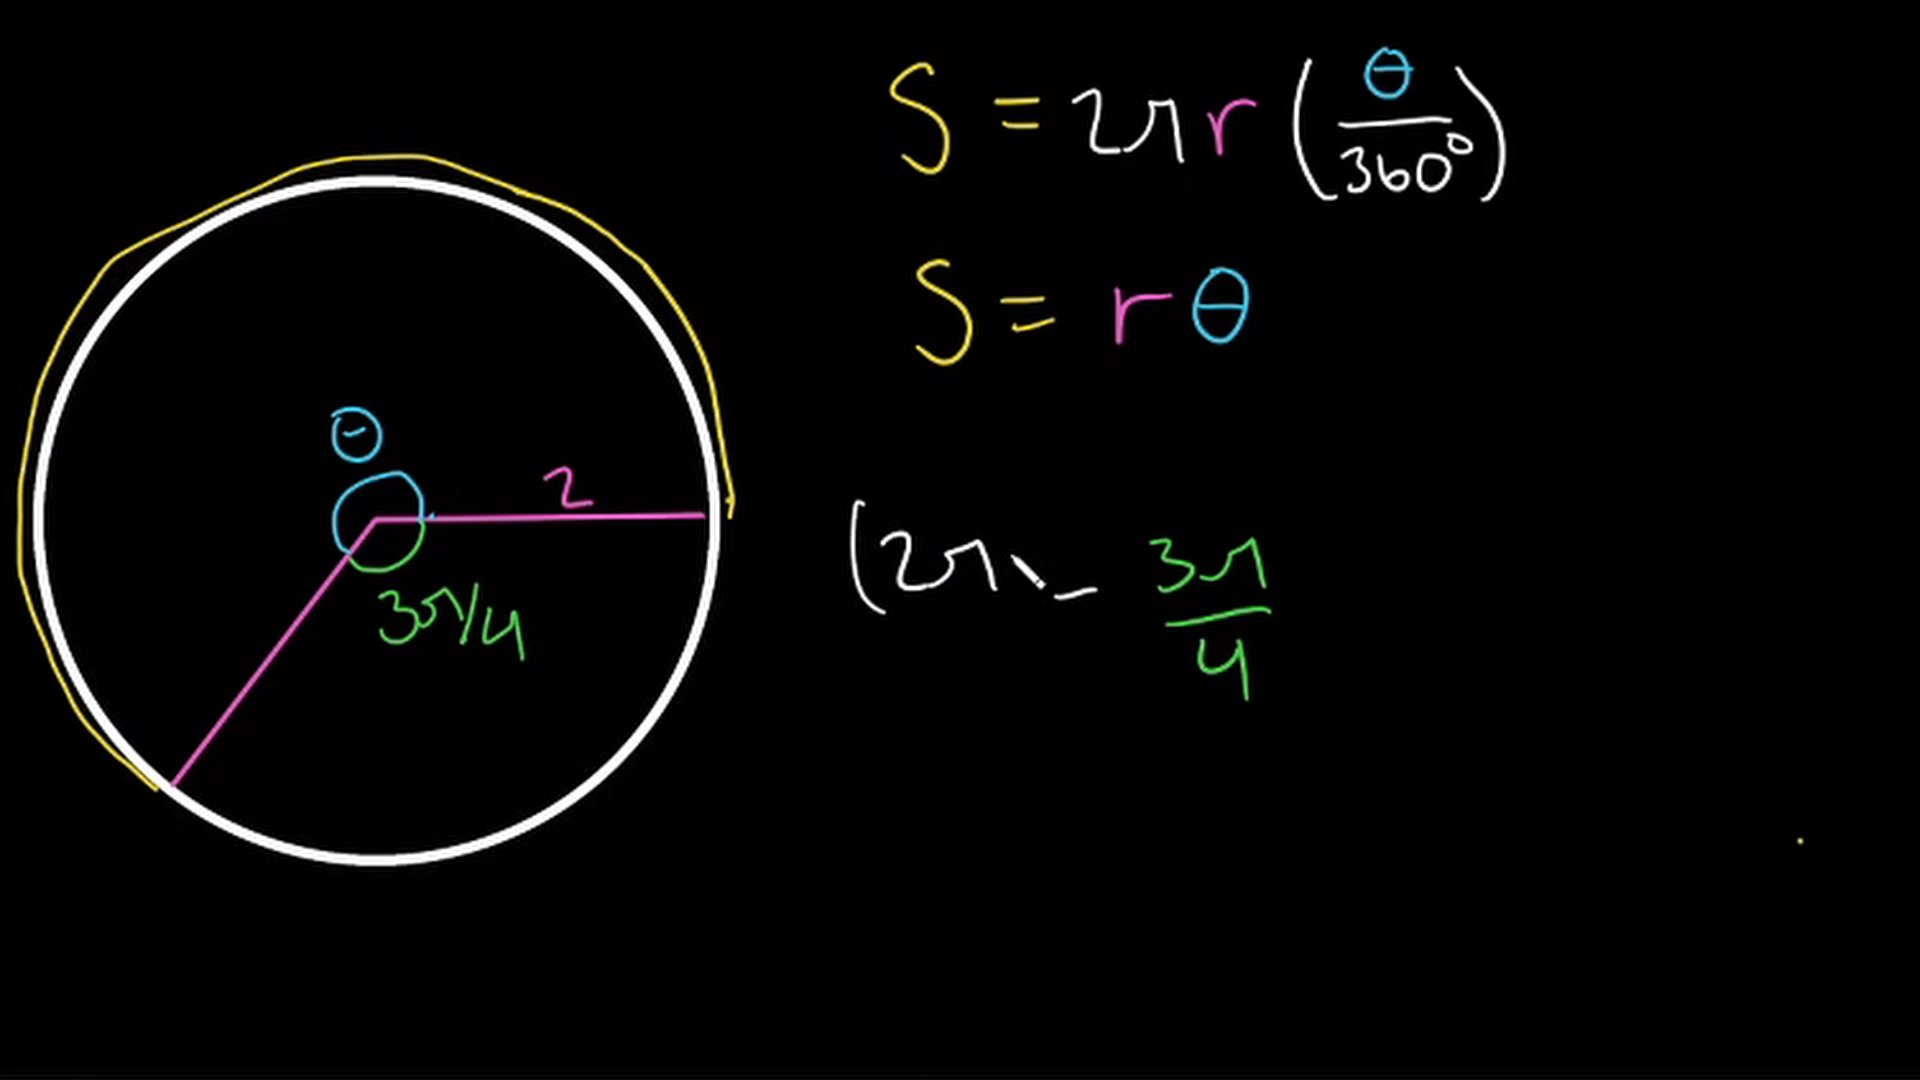 S = 2πr(θ/360°)
S = rθ
θ
2
3π/4
(2π - 3π/4